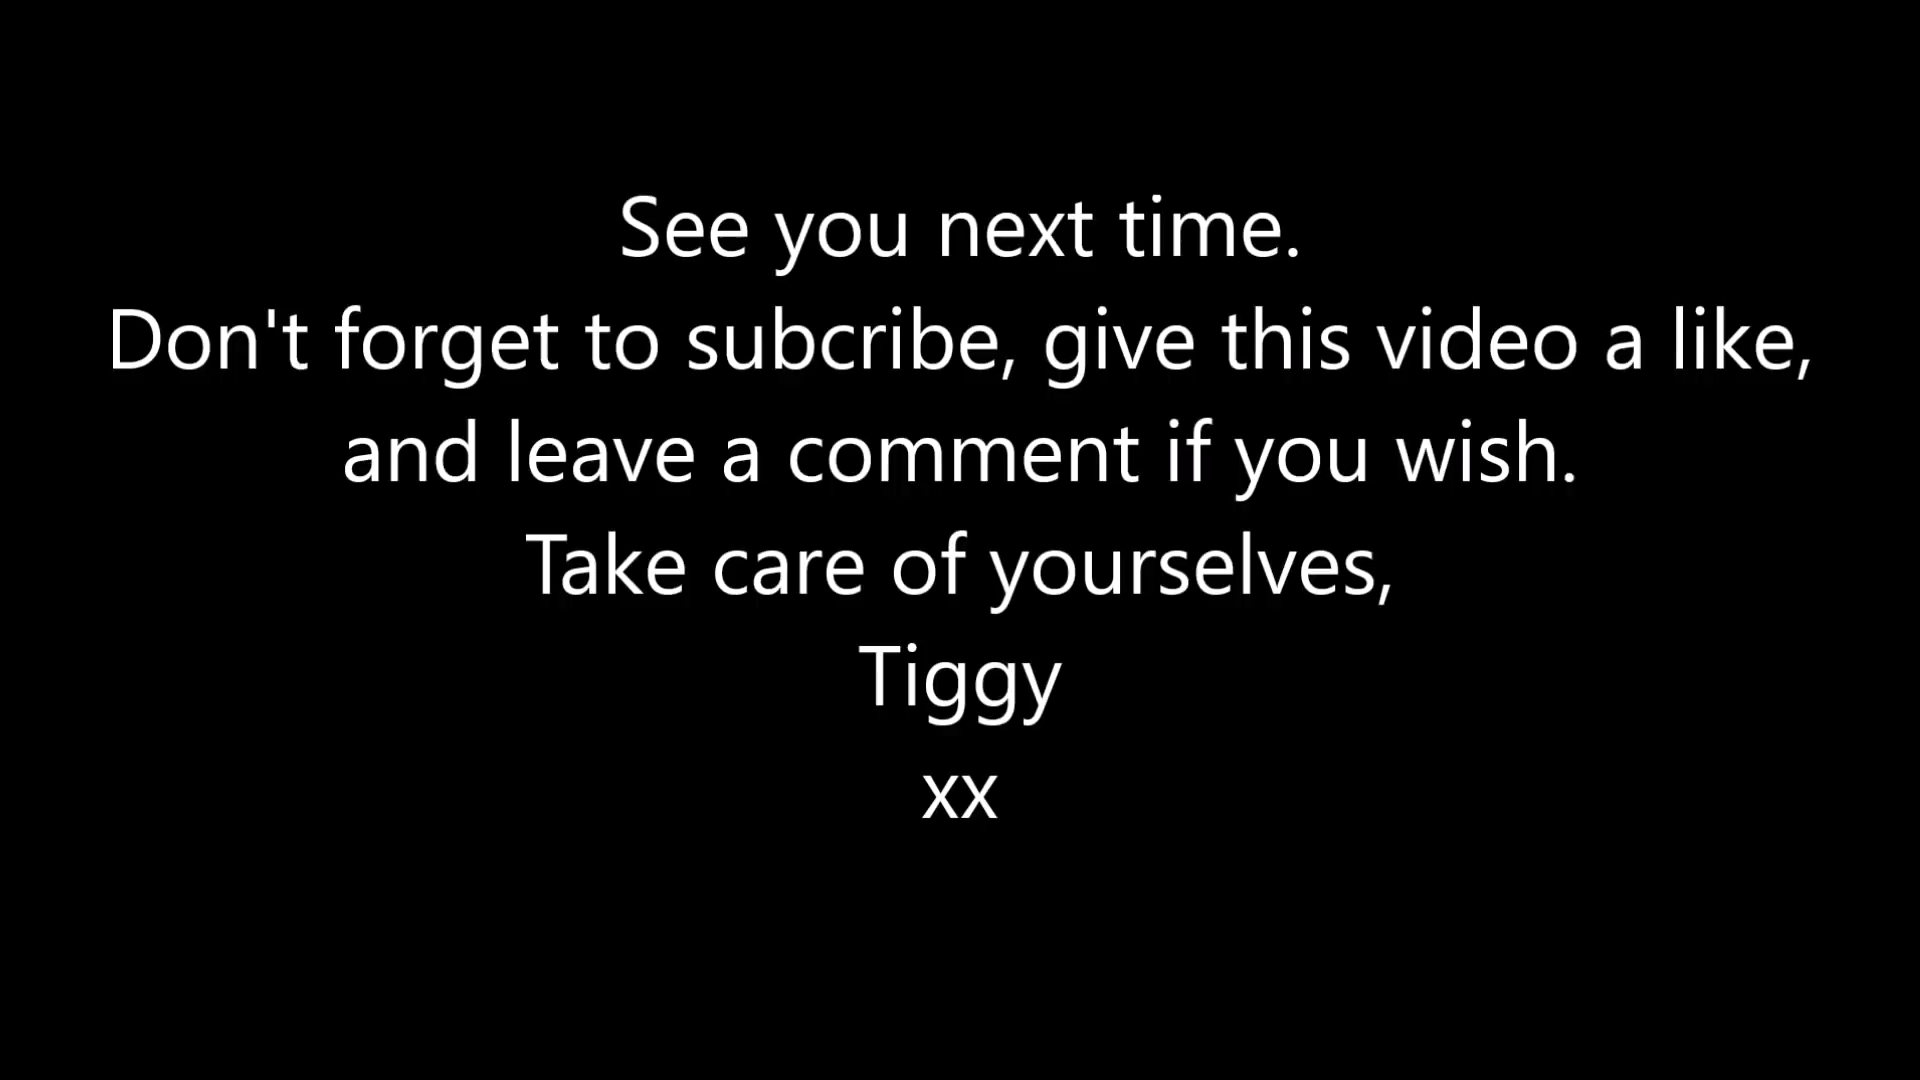 See you next time.
Don't forget to subcribe, give this video a like,
and leave a comment if you wish.
Take care of yourselves,
Tiggy
xx